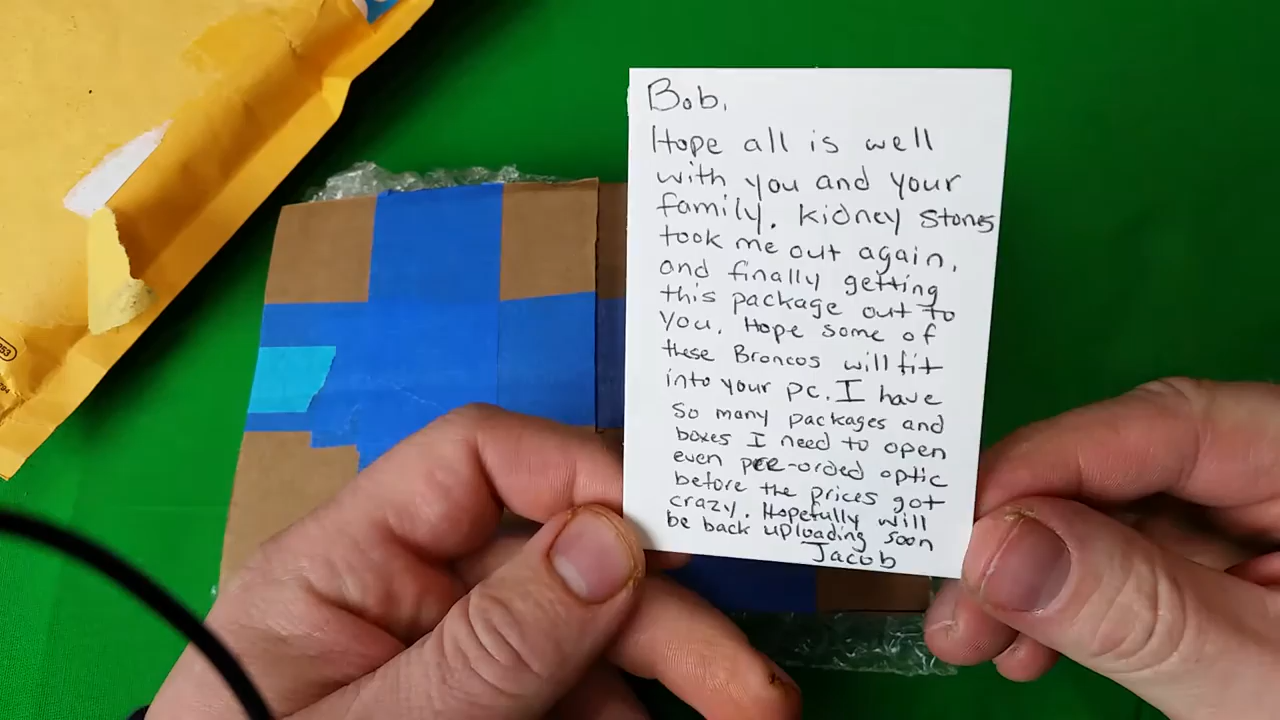 Bob,
Hope all is well
with you and your
family. Kidney Stones
took me out again,
and finally getting
this package out to
you. Hope some of
these Broncos will fit
into your pc. I have
so many packages and
boxes I need to open
even pre-orded optic
before the prices got
crazy. Hopefully will
be back uploading soon
Jacob